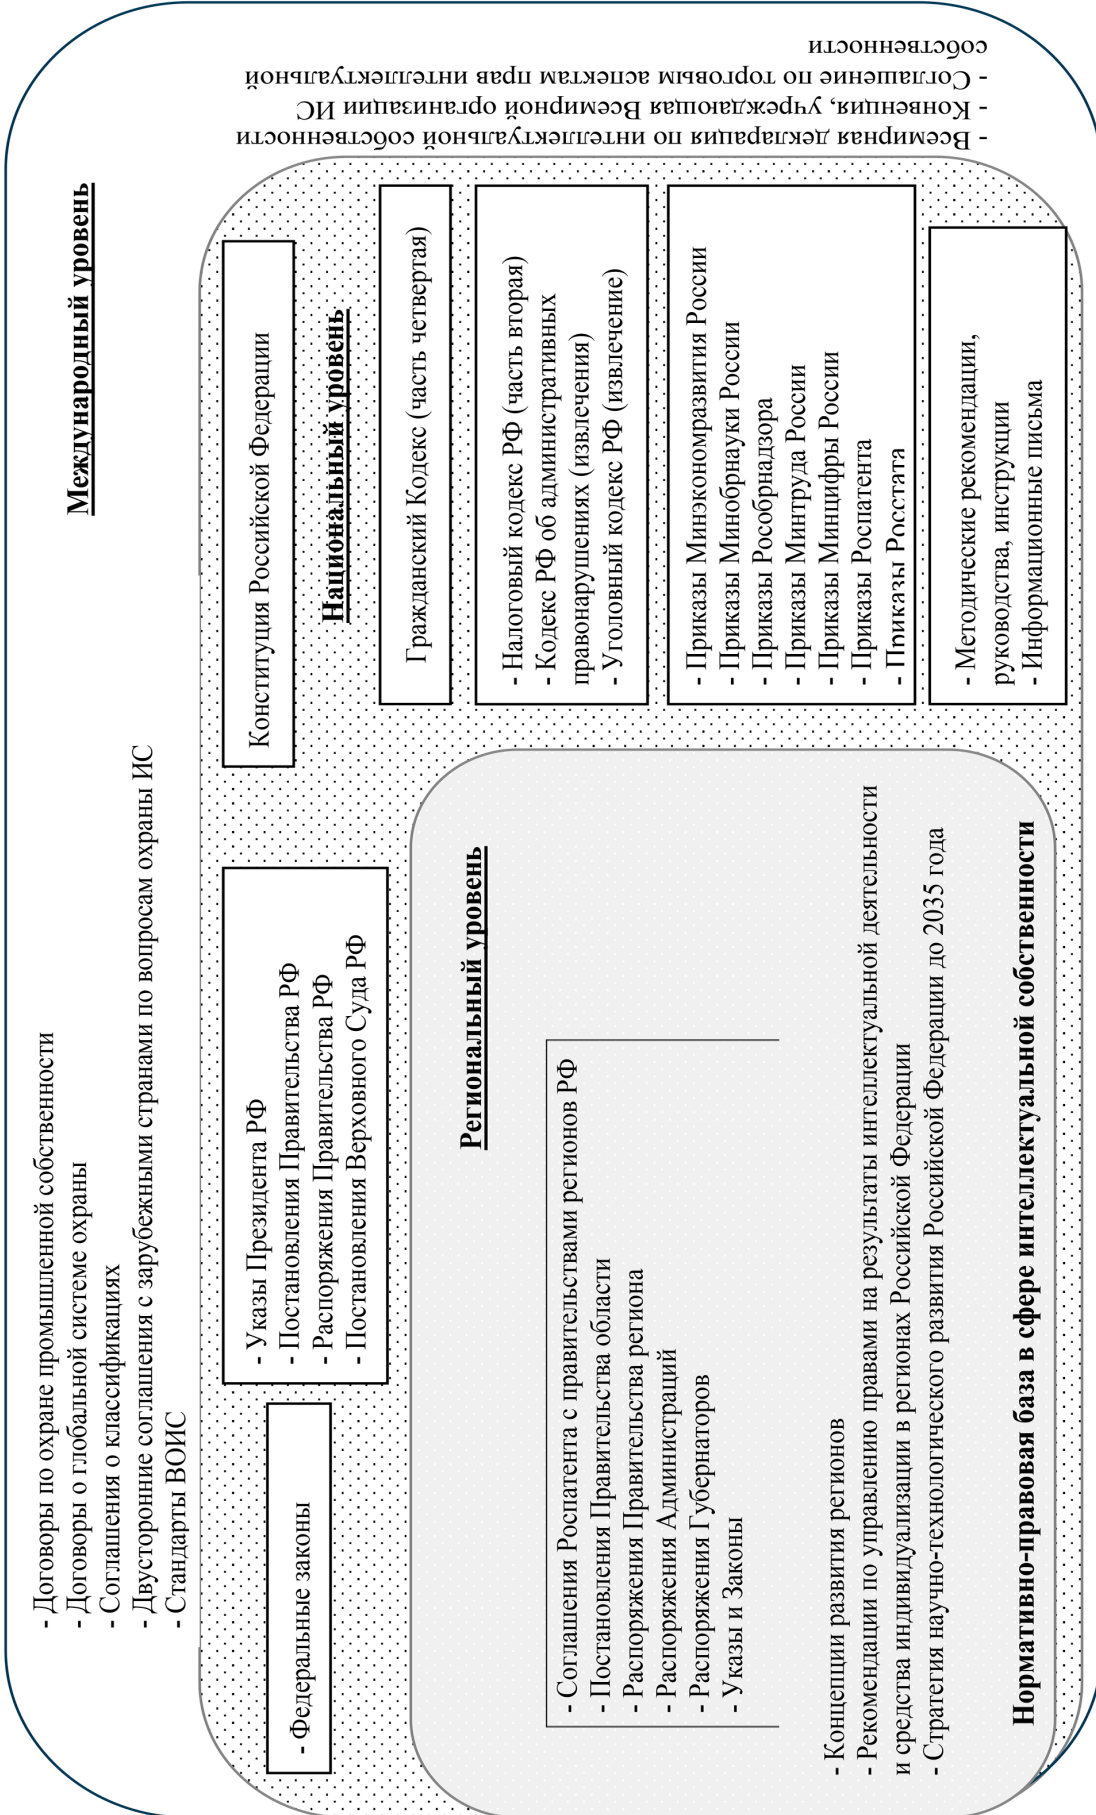 Международный уровень
- Договоры по охране промышленной собственности
- Договоры о глобальной системе охраны
- Соглашения о классификациях
- Двусторонние соглашения с зарубежными странами по вопросам охраны ИС
- Стандарты ВОИС
- Всемирная декларация по интеллектуальной собственности
- Конвенция, учреждающая Всемирной организации ИС
- Соглашение по торговым аспектам прав интеллектуальной
собственности
- Федеральные законы
- Указы Президента РФ
- Постановления Правительства РФ
- Распоряжения Правительства РФ
- Постановления Верховного Суда РФ
Конституция Российской Федерации
Национальный уровень
Гражданский Кодекс (часть четвертая)
- Налоговый кодекс РФ (часть вторая)
- Кодекс РФ об административных
правонарушениях (извлечения)
- Уголовный кодекс РФ (извлечение)
- Приказы Минэкономразвития России
- Приказы Минобрнауки России
- Приказы Рособрнадзора
- Приказы Минтруда России
- Приказы Минцифры России
- Приказы Роспатента
- Приказы Росстата
- Методические рекомендации,
руководства, инструкции
- Информационные письма
Региональный уровень
- Соглашения Роспатента с правительствами регионов РФ
- Постановления Правительства области
- Распоряжения Правительства региона
- Распоряжения Администраций
- Распоряжения Губернаторов
- Указы и Законы
- Концепции развития регионов
- Рекомендации по управлению правами на результаты интеллектуальной деятельности
и средства индивидуализации в регионах Российской Федерации
- Стратегия научно-технологического развития Российской Федерации до 2035 года
Нормативно-правовая база в сфере интеллектуальной собственности